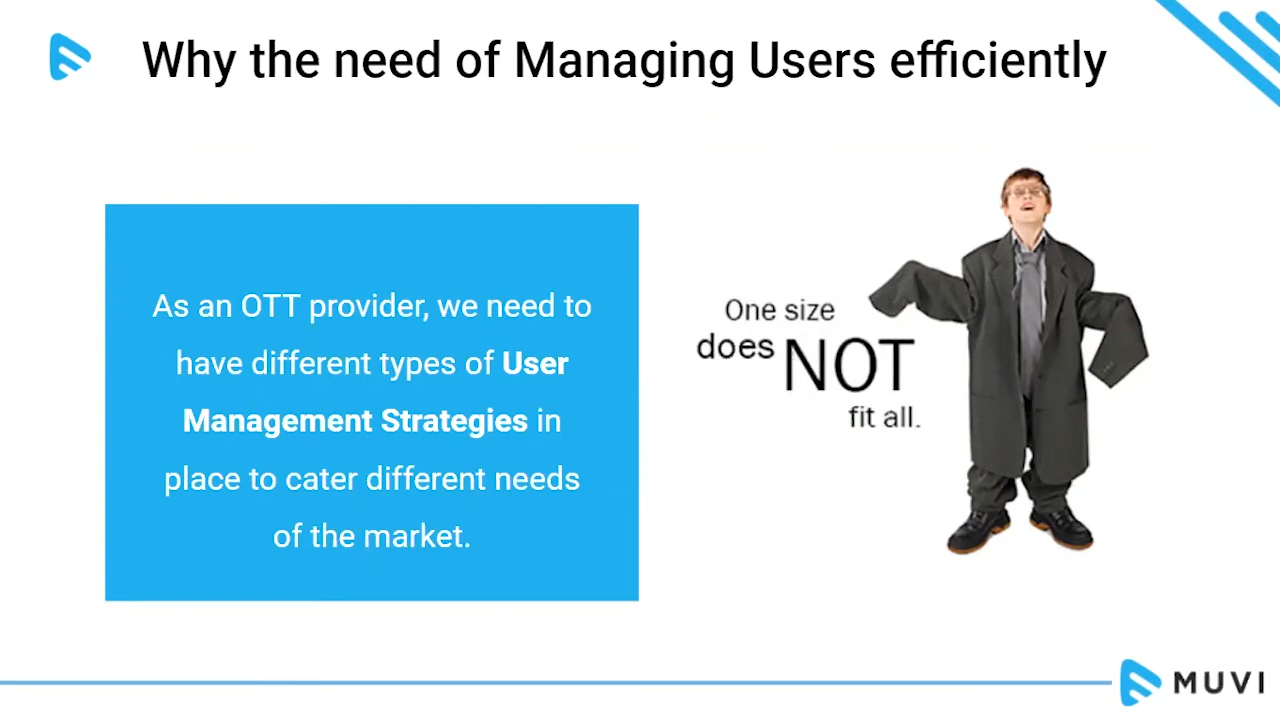 Why the need of Managing Users efficiently
As an OTT provider, we need to
have different types of User
Management Strategies in
place to cater different needs
of the market.
One size
does NOT
fit all.
MUVI